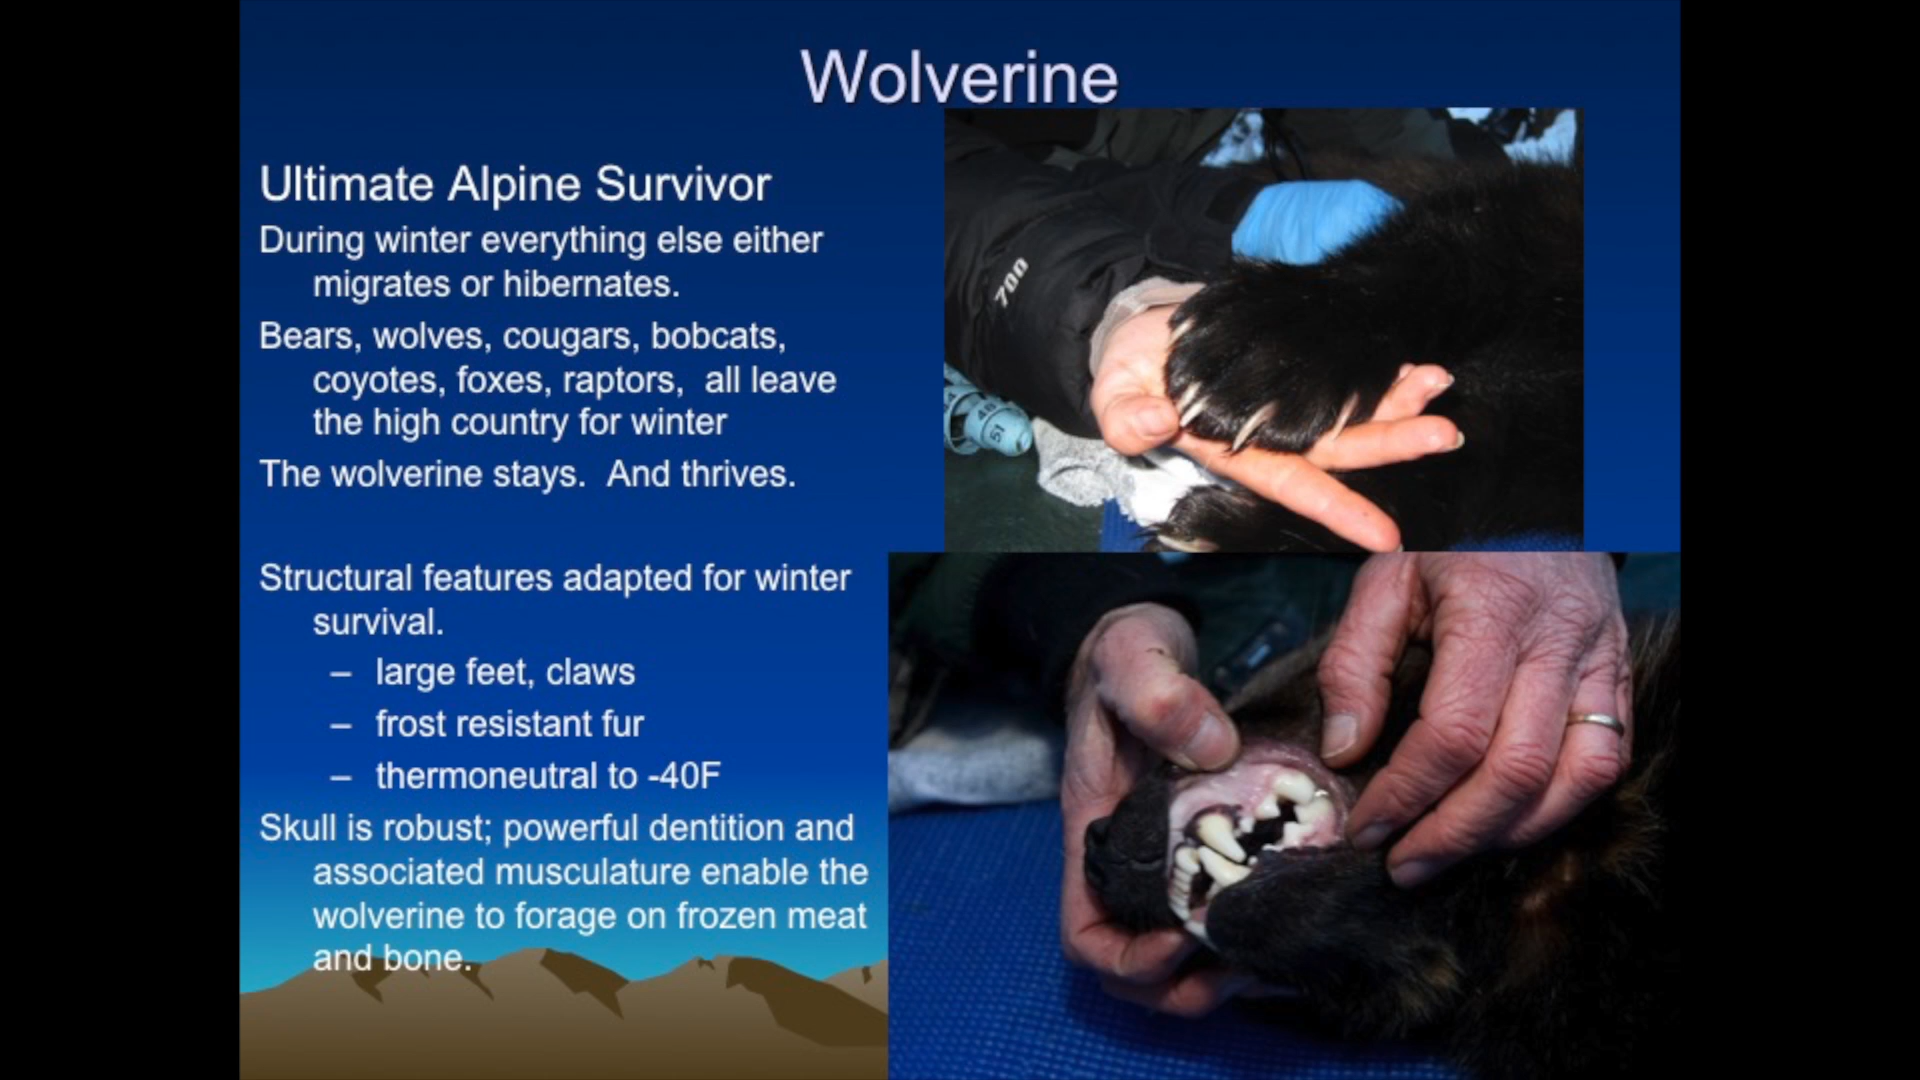 Wolverine
Ultimate Alpine Survivor
During winter everything else either
migrates or hibernates.
Bears, wolves, cougars, bobcats,
coyotes, foxes, raptors,  all leave
the high country for winter
The wolverine stays.  And thrives.
700
48
51
Structural features adapted for winter
survival.
– large feet, claws
– frost resistant fur
– thermoneutral to -40F
Skull is robust; powerful dentition and
associated musculature enable the
wolverine to forage on frozen meat
and bone.